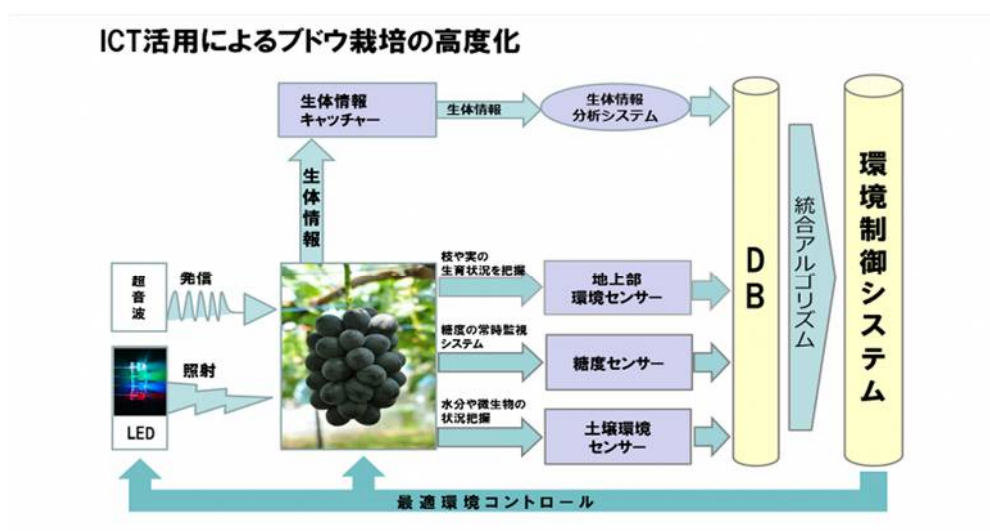 ICT活用によるブドウ栽培の高度化
生体情報
キャッチャー
生体情報
生体情報
分析システム
生体情報
超音波
発信
LED
照射
枝や実の
生育状況を把握
地上部
環境センサー
糖度の常時監視
システム
糖度センサー
水分や微生物の
状況把握
土壌環境
センサー
DB
統合アルゴリズム
環境制御システム
最適環境コントロール